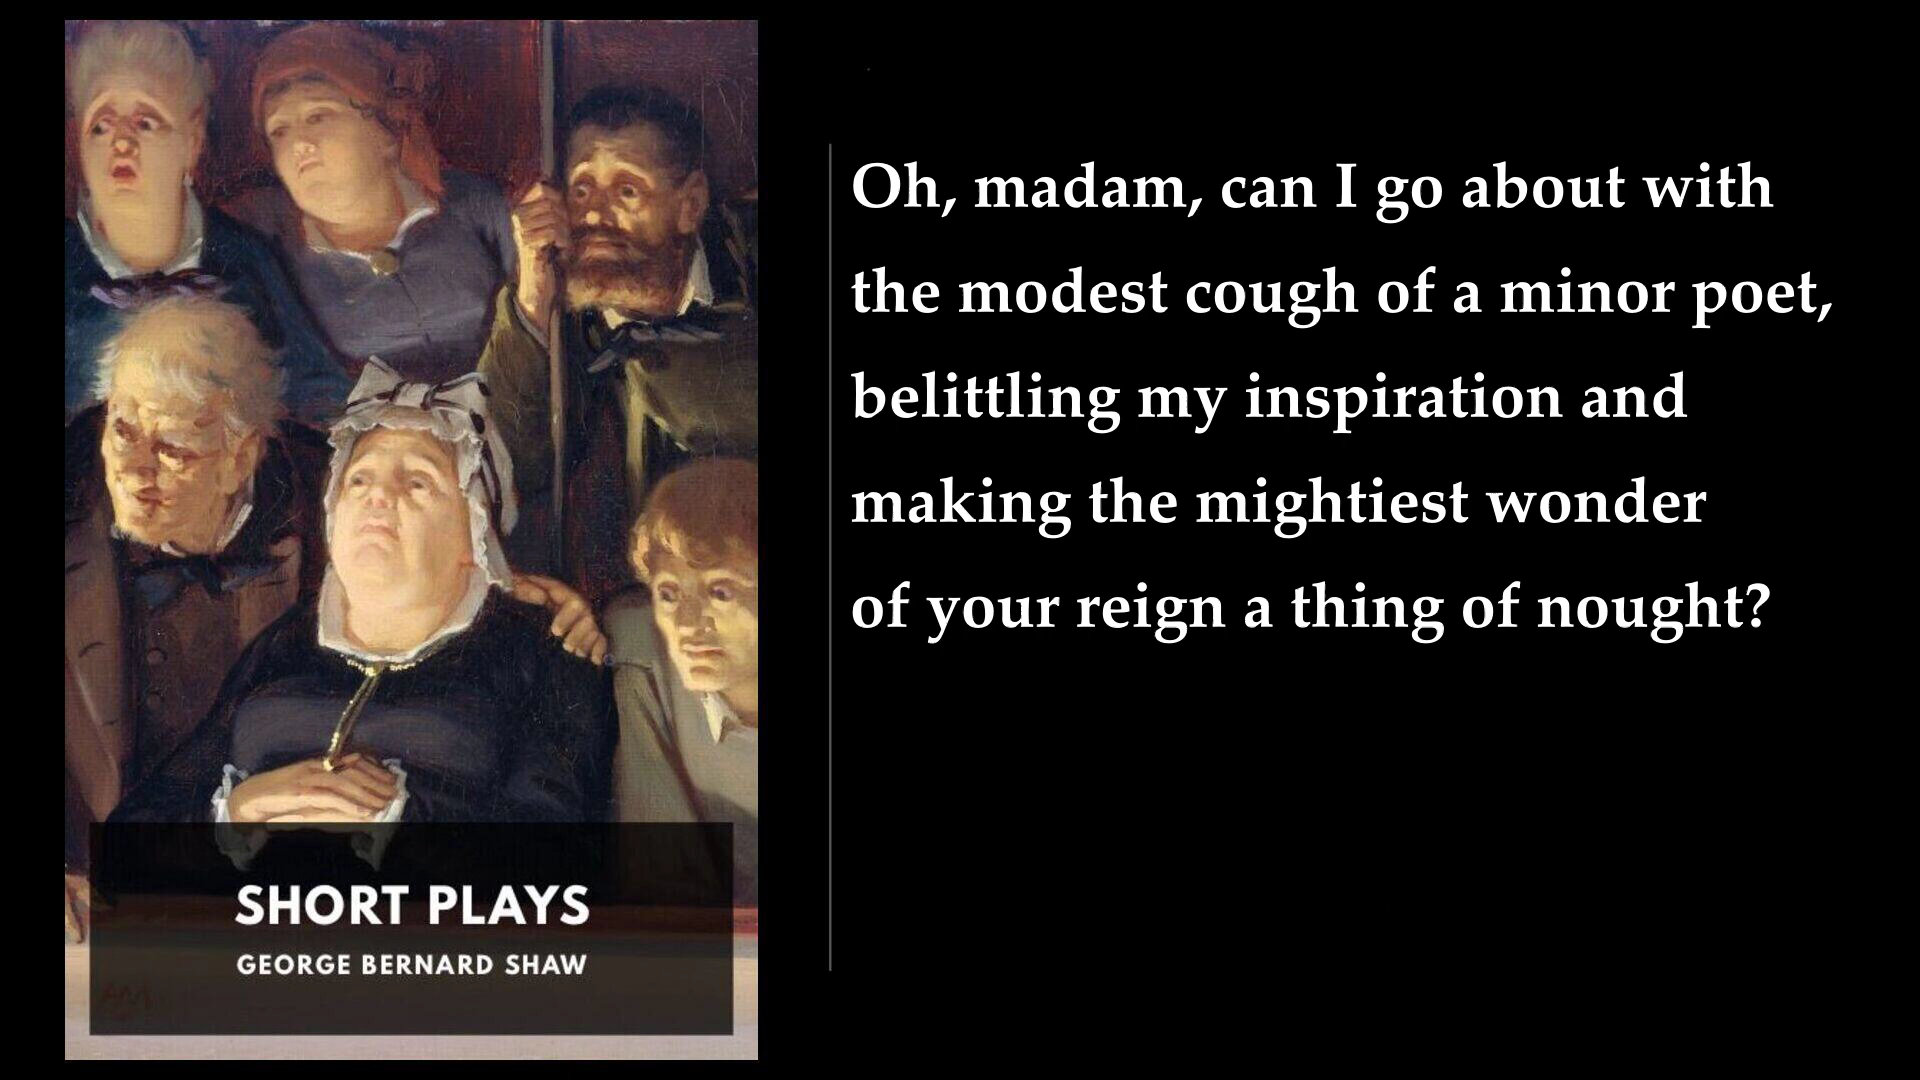 SHORT PLAYS
GEORGE BERNARD SHAW
Oh, madam, can I go about with
the modest cough of a minor poet,
belittling my inspiration and
making the mightiest wonder
of your reign a thing of nought?